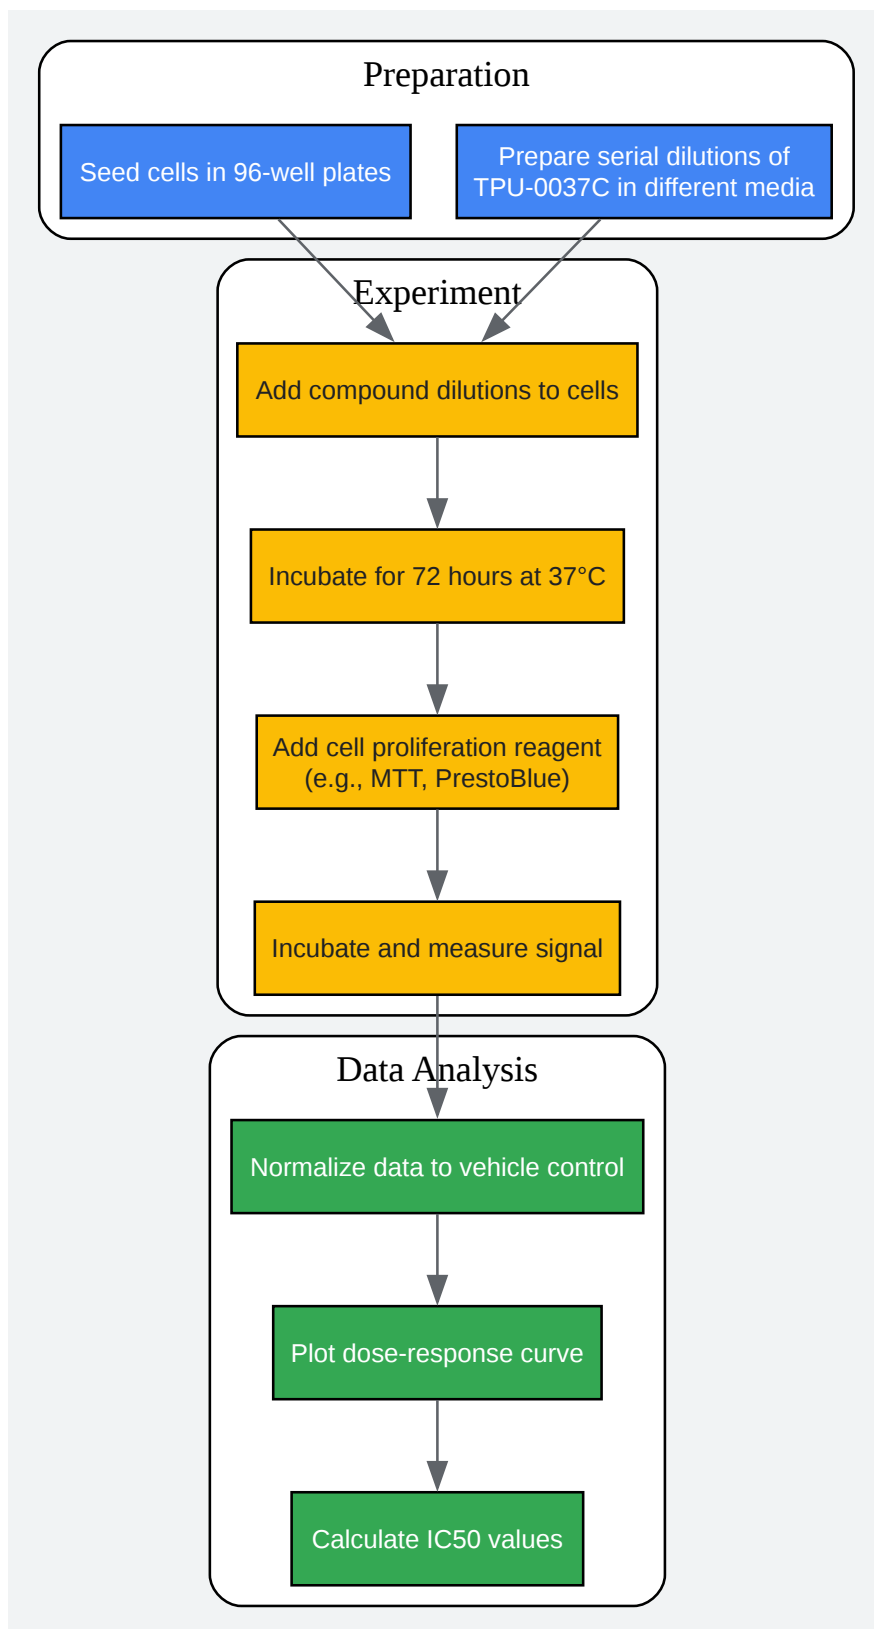 Preparation
Seed cells in 96-well plates
Prepare serial dilutions of
TPU-0037C in different media
Experiment
Add compound dilutions to cells
Incubate for 72 hours at 37°C
Add cell proliferation reagent
(e.g., MTT, PrestoBlue)
Incubate and measure signal
Data Analysis
Normalize data to vehicle control
Plot dose-response curve
Calculate IC50 values